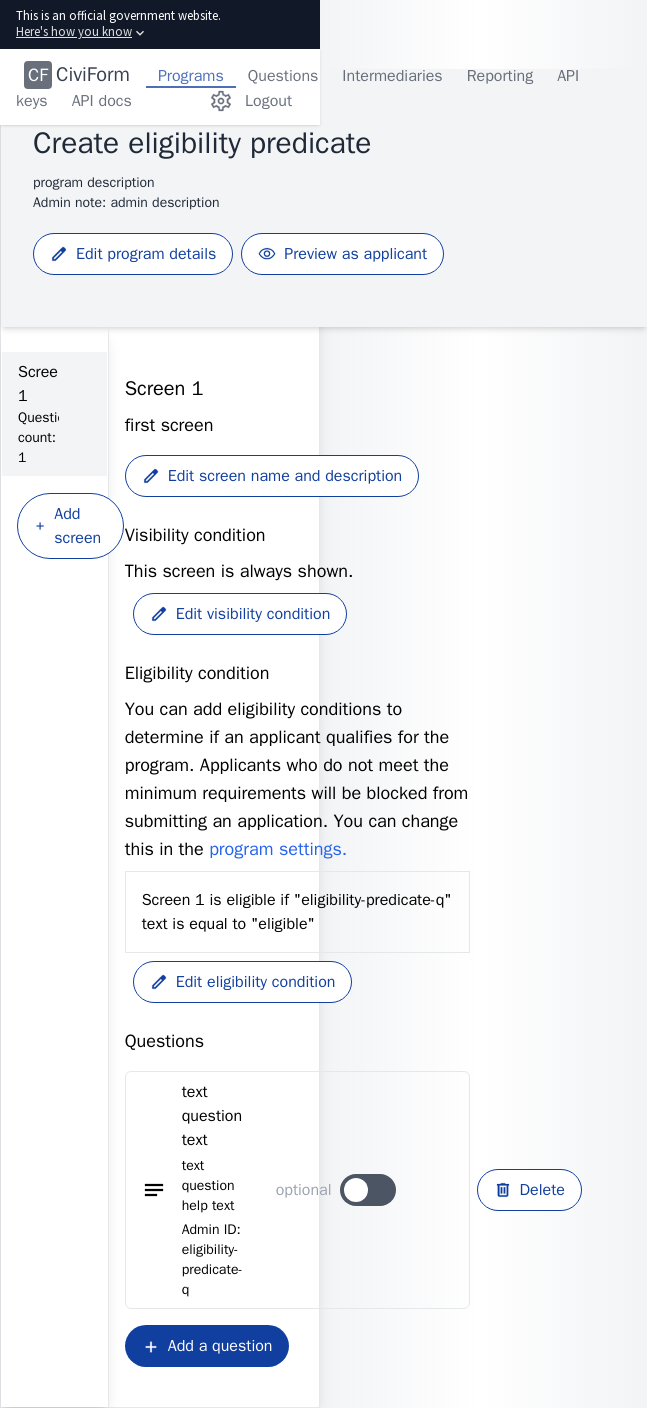 This is an official government website.
Here's how you know
CF CiviForm Programs Questions Intermediaries Reporting API
keys API docs Logout
Create eligibility predicate
program description
Admin note: admin description
Edit program details Preview as applicant
Scree
1
Questi
count:
1
Add
screen
Screen 1
first screen
Edit screen name and description
Visibility condition
This screen is always shown.
Edit visibility condition
Eligibility condition
You can add eligibility conditions to
determine if an applicant qualifies for the
program. Applicants who do not meet the
minimum requirements will be blocked from
submitting an application. You can change
this in the program settings.
Screen 1 is eligible if "eligibility-predicate-q"
text is equal to "eligible"
Edit eligibility condition
Questions
text
question
text
text
question
help text
Admin ID:
eligibility-
predicate-
q
optional
Delete
Add a question